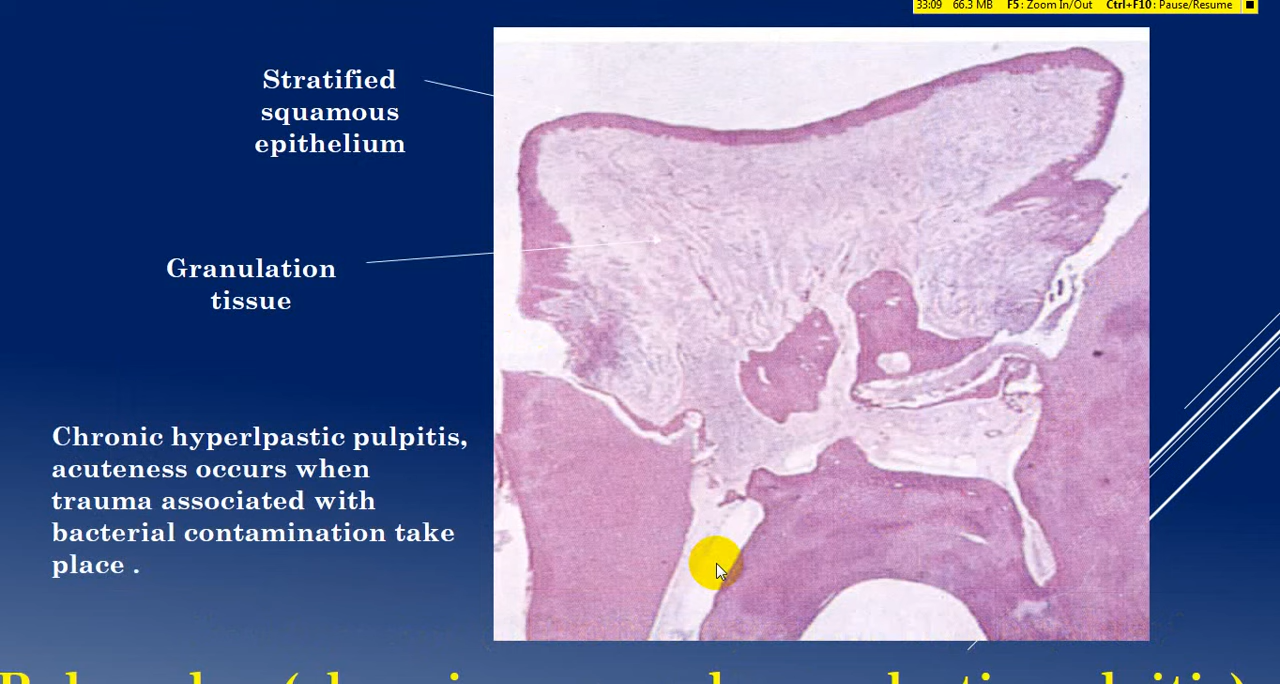 33:09 66.3 MB F5: Zoom In/Out Ctrl+F10: Pause/Resume
Stratified
squamous
epithelium
Granulation
tissue
Chronic hyperlpastic pulpitis,
acuteness occurs when
trauma associated with
bacterial contamination take
place .